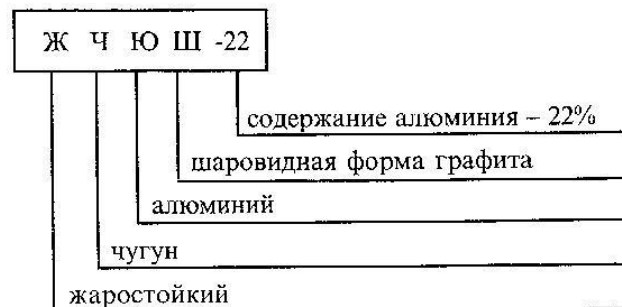 Ж Ч Ю Ш -22
содержание алюминия – 22%
шаровидная форма графита
алюминий
чугун
жаростойкий